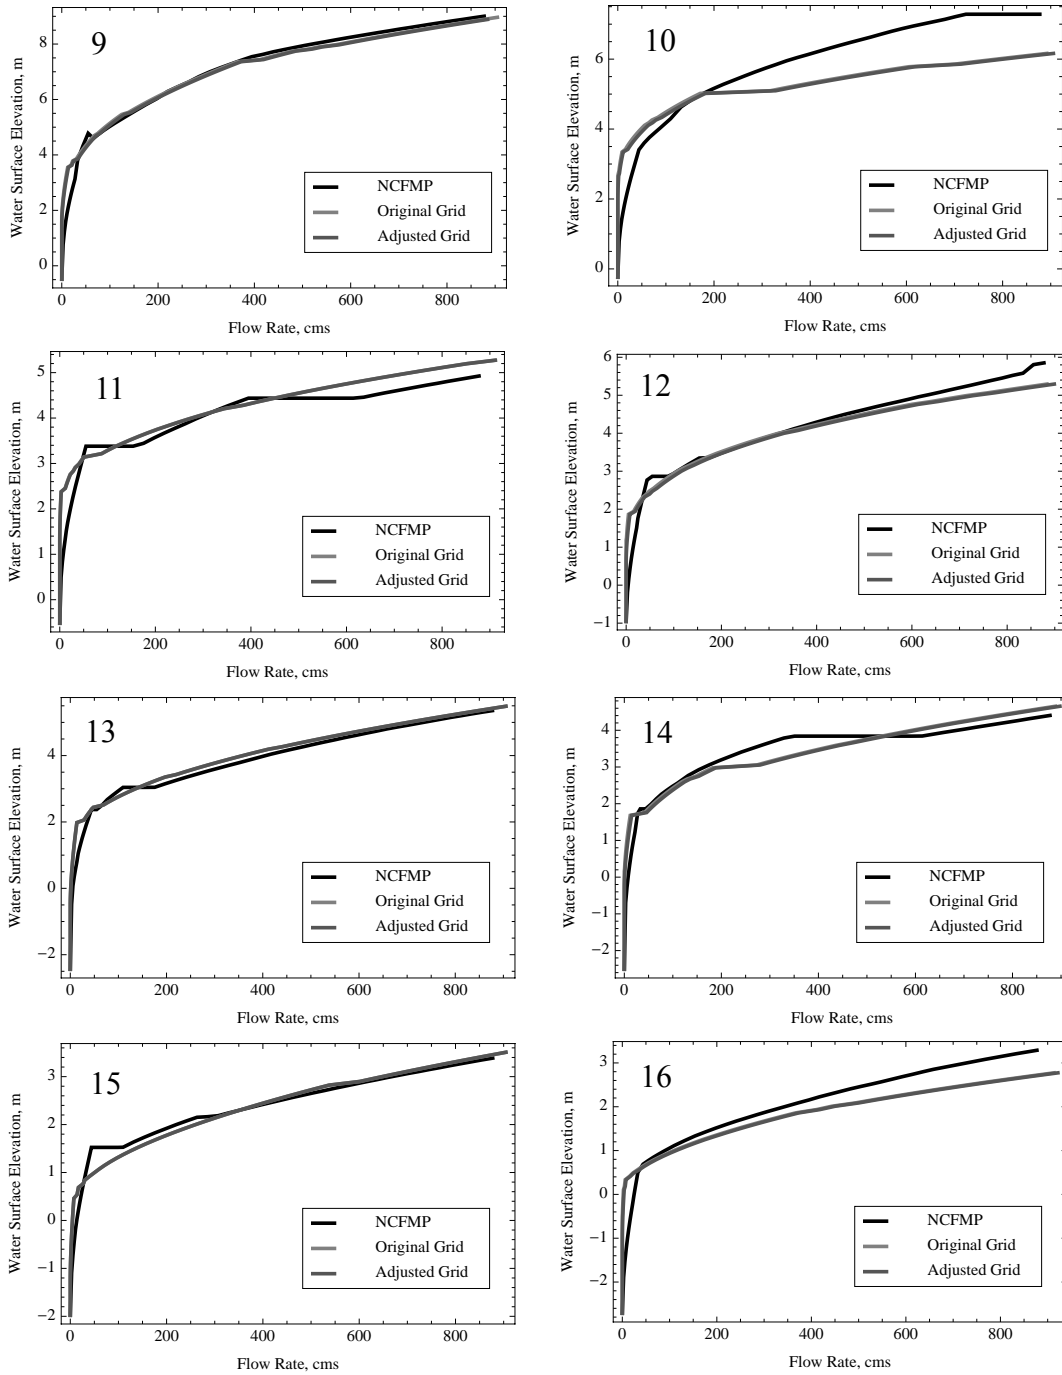 9
Water Surface Elevation, m
8
6
4
2
0
NCFMP
Original Grid
Adjusted Grid
0 200 400 600 800
Flow Rate, cms
10
Water Surface Elevation, m
6
4
2
0
NCFMP
Original Grid
Adjusted Grid
0 200 400 600 800
Flow Rate, cms
11
Water Surface Elevation, m
5
4
3
2
1
0
NCFMP
Original Grid
Adjusted Grid
0 200 400 600 800
Flow Rate, cms
12
Water Surface Elevation, m
6
5
4
3
2
1
0
−1
NCFMP
Original Grid
Adjusted Grid
0 200 400 600 800
Flow Rate, cms
13
Water Surface Elevation, m
4
2
0
−2
NCFMP
Original Grid
Adjusted Grid
0 200 400 600 800
Flow Rate, cms
14
Water Surface Elevation, m
4
3
2
1
0
−1
−2
NCFMP
Original Grid
Adjusted Grid
0 200 400 600 800
Flow Rate, cms
15
Water Surface Elevation, m
3
2
1
0
−1
−2
NCFMP
Original Grid
Adjusted Grid
0 200 400 600 800
Flow Rate, cms
16
Water Surface Elevation, m
3
2
1
0
−1
−2
NCFMP
Original Grid
Adjusted Grid
0 200 400 600 800
Flow Rate, cms